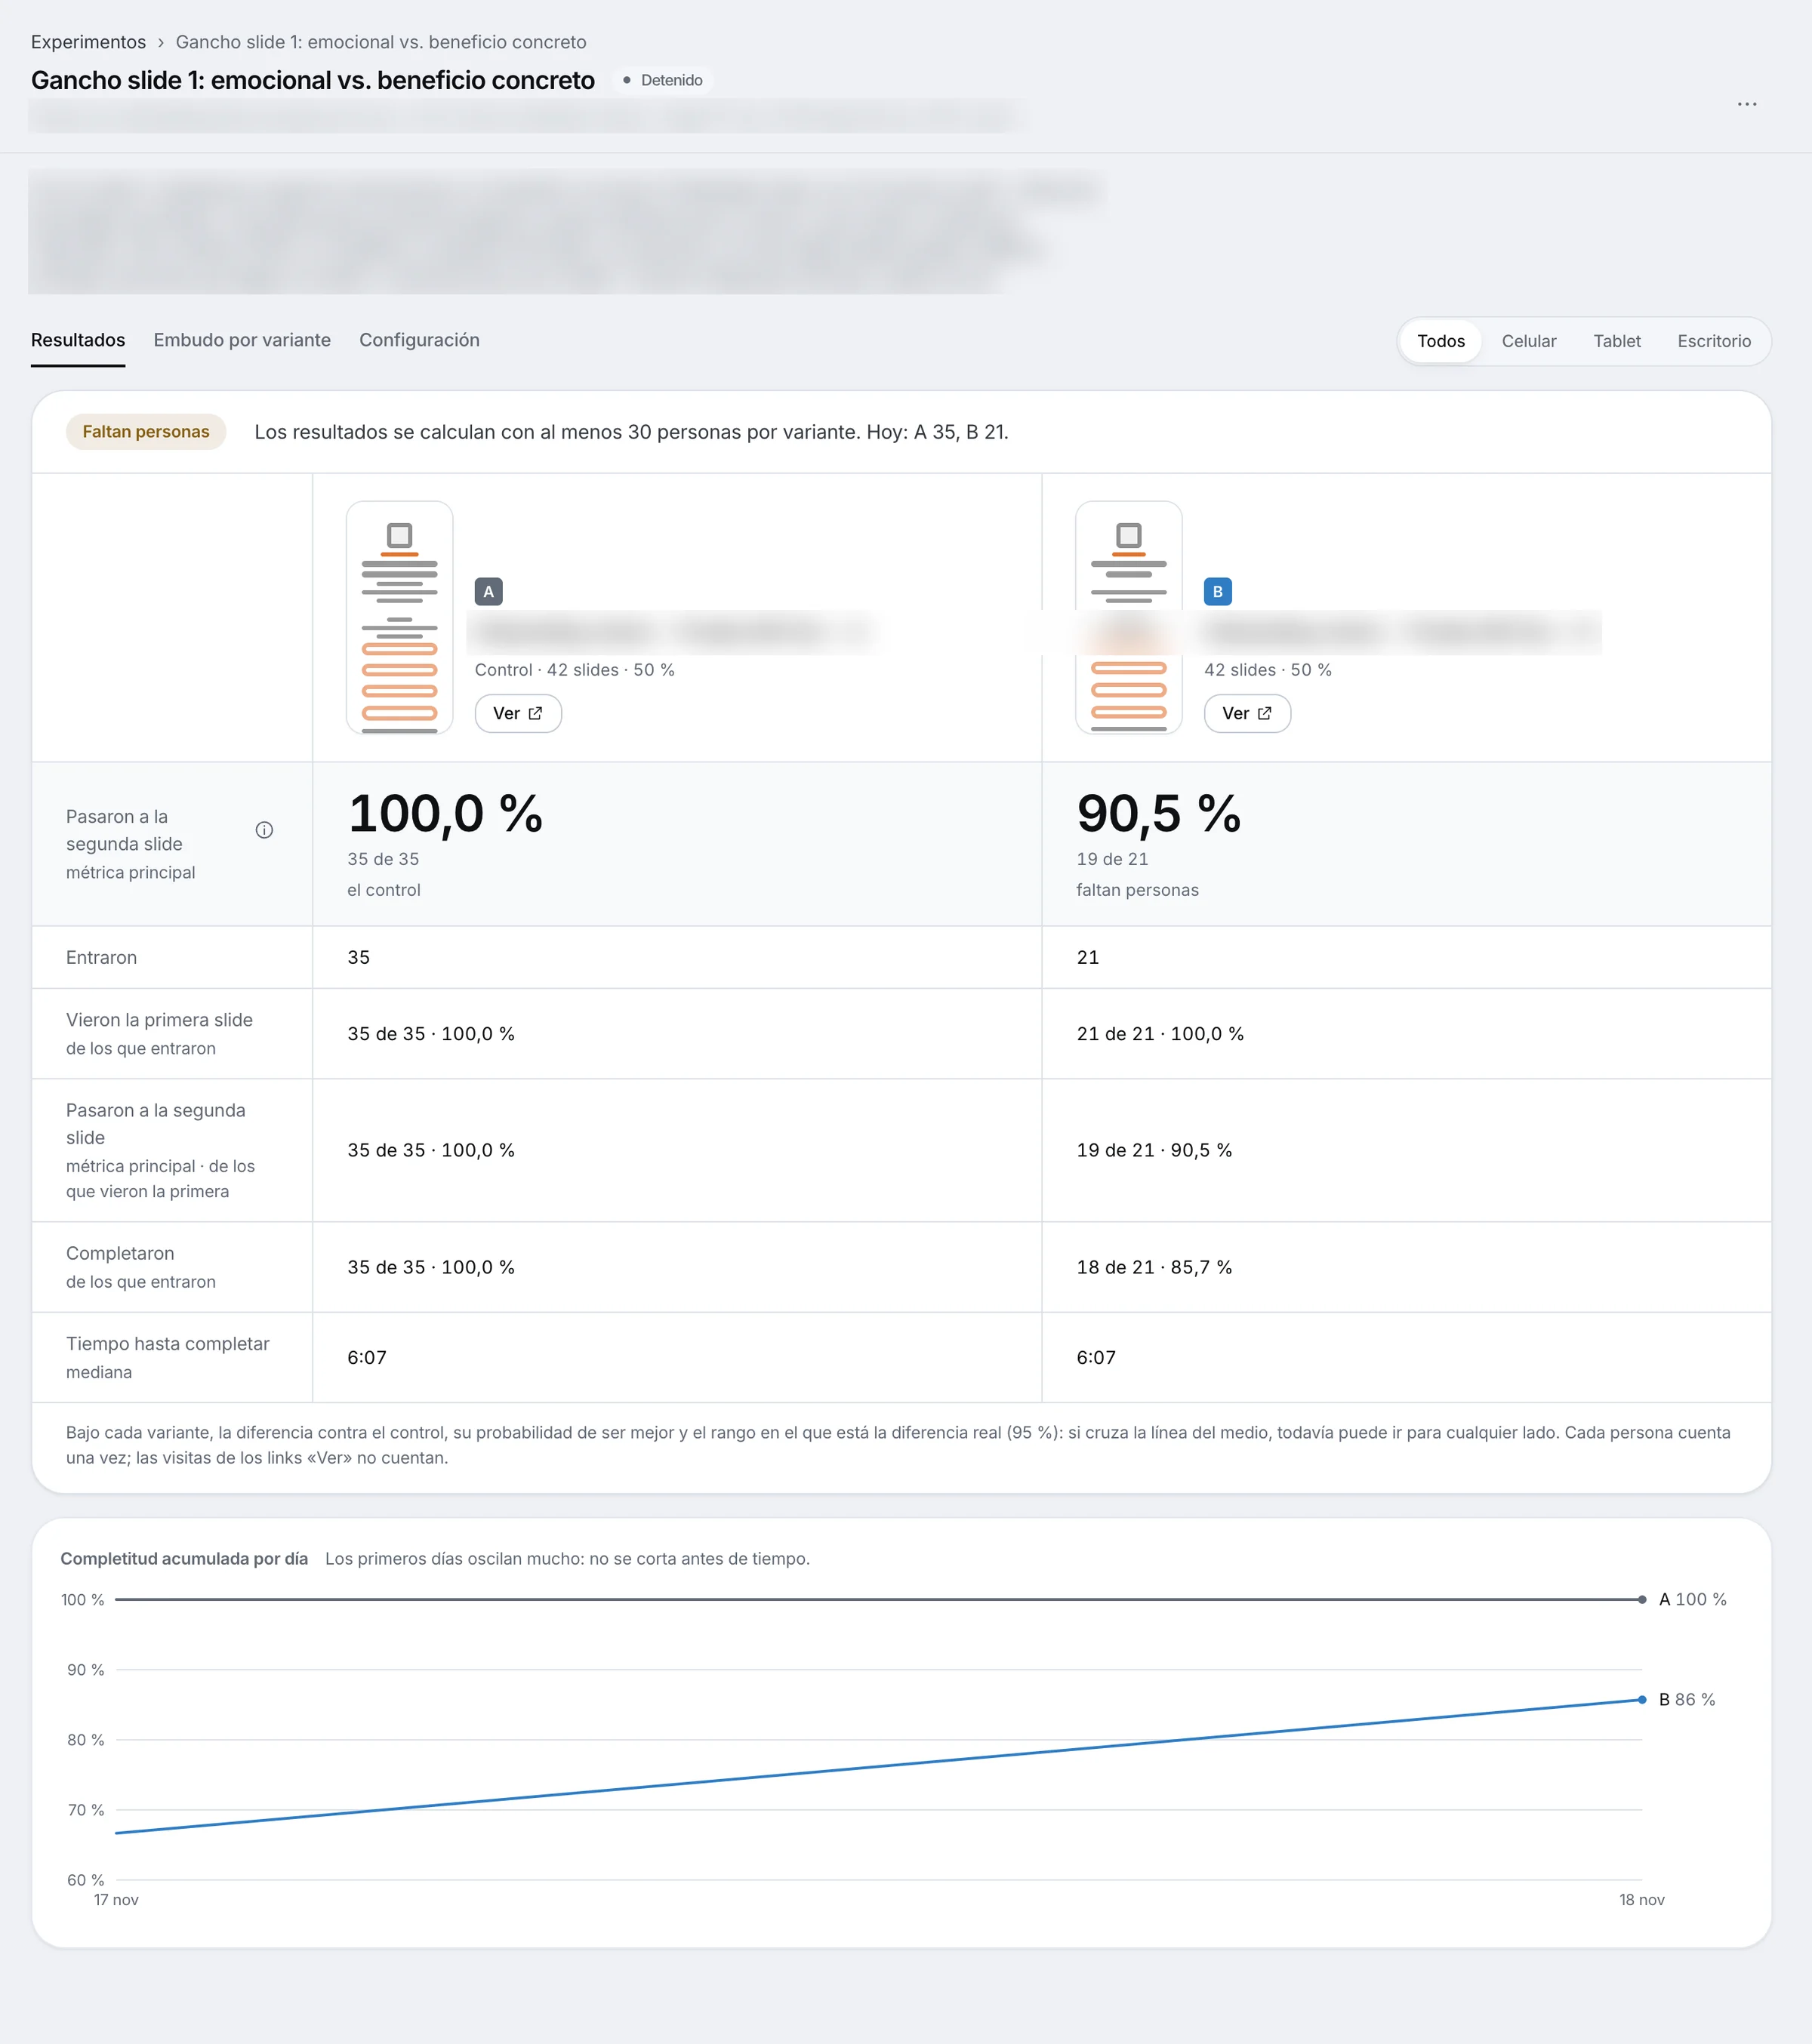 Experimentos › Gancho slide 1: emocional vs. beneficio concreto
Gancho slide 1: emocional vs. beneficio concreto • Detenido
...
Resultados Embudo por variante Configuración
Todos Celular Tablet Escritorio
Faltan personas Los resultados se calculan con al menos 30 personas por variante. Hoy: A 35, B 21.
A
Control · 42 slides · 50 %
Ver
B
42 slides · 50 %
Ver
Pasaron a la
segunda slide
métrica principal
100,0 %
35 de 35
el control
90,5 %
19 de 21
faltan personas
Entraron
35
21
Vieron la primera slide
de los que entraron
35 de 35 · 100,0 %
21 de 21 · 100,0 %
Pasaron a la segunda
slide
métrica principal · de los
que vieron la primera
35 de 35 · 100,0 %
19 de 21 · 90,5 %
Completaron
de los que entraron
35 de 35 · 100,0 %
18 de 21 · 85,7 %
Tiempo hasta completar
mediana
6:07
6:07
Bajo cada variante, la diferencia contra el control, su probabilidad de ser mejor y el rango en el que está la diferencia real (95 %): si cruza la línea del medio, todavía puede ir para cualquier lado. Cada persona cuenta
una vez; las visitas de los links «Ver» no cuentan.
Completitud acumulada por día Los primeros días oscilan mucho: no se corta antes de tiempo.
100 %
A 100 %
90 %
B 86 %
80 %
70 %
60 %
17 nov
18 nov